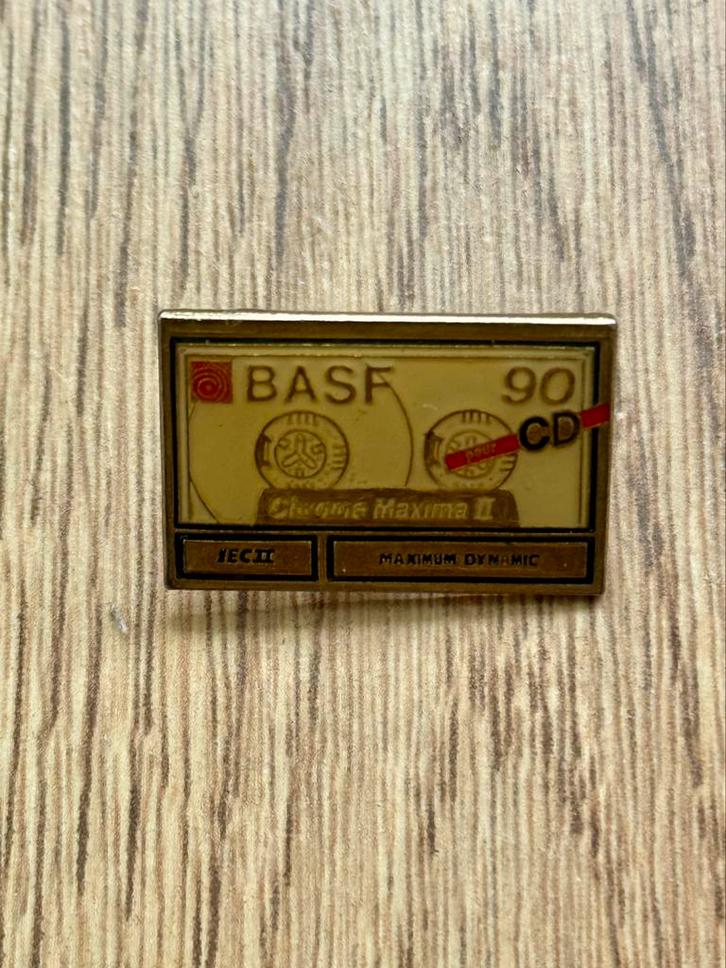 BASF 90
pour CD
Chrome Maxima II
IEC II MAXIMUM DYNAMIC